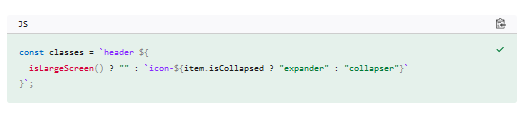 JS
const classes = `header ${
  isLargeScreen() ? "" : `icon-${item.isCollapsed ? "expander" : "collapser"}`
}`;